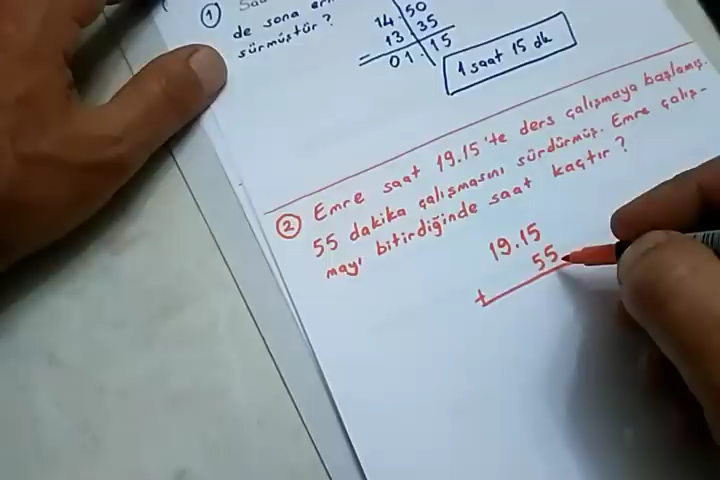 1
de sona
sürmüştür ?
14.50
13 35
= 01. 15
1 saat 15 dk
2 Emre saat 19.15'te ders çalışmaya başlamış.
55 dakika çalışmasını sürdürmüş. Emre çalış-
mayı bitirdiğinde saat kaçtır ?
19.15
55
+